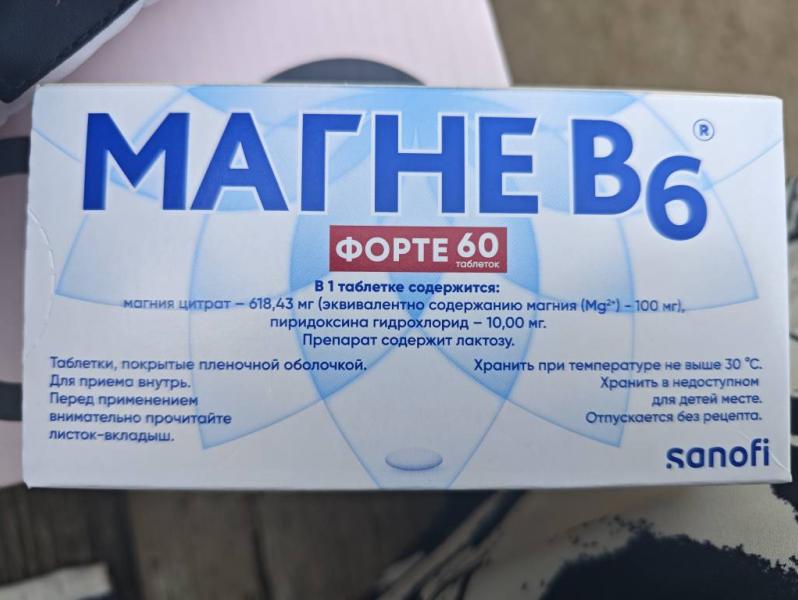 МАГНЕ B6®
ФОРТЕ 60 таблеток
В 1 таблетке содержится:
магния цитрат – 618,43 мг (эквивалентно содержанию магния (Mg²⁺) - 100 мг),
пиридоксина гидрохлорид – 10,00 мг.
Препарат содержит лактозу.
Таблетки, покрытые пленочной оболочкой.
Для приема внутрь.
Перед применением
внимательно прочитайте
листок-вкладыш.
Хранить при температуре не выше 30 °C.
Хранить в недоступном
для детей месте.
Отпускается без рецепта.
sanofi